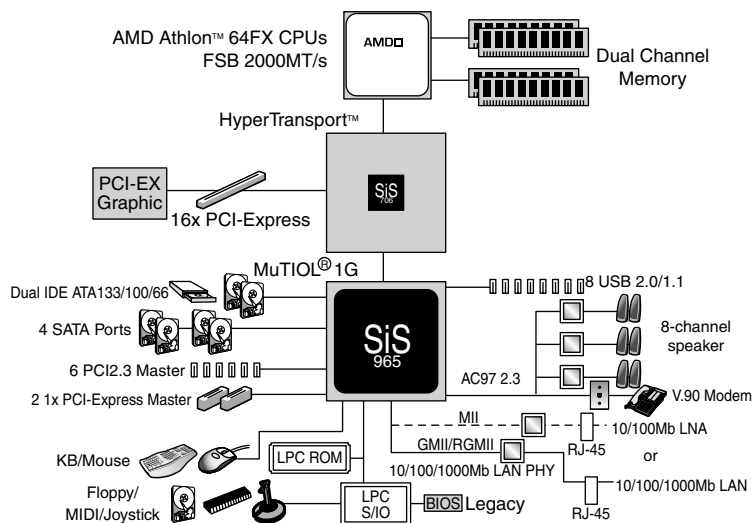 AMD Athlon™ 64FX CPUs
FSB 2000MT/s
AMD
Dual Channel
Memory
HyperTransport™
PCI-EX
Graphic
16x PCI-Express
SiS
706
MuTIOL® 1G
Dual IDE ATA133/100/66
8 USB 2.0/1.1
4 SATA Ports
SiS
965
8-channel
speaker
6 PCI2.3 Master
AC97 2.3
2 1x PCI-Express Master
V.90 Modem
MII
10/100Mb LNA
RJ-45
GMII/RGMII
or
KB/Mouse
LPC ROM
10/100/1000Mb LAN PHY
10/100/1000Mb LAN
RJ-45
Floppy/
MIDI/Joystick
LPC
S/IO
BIOS Legacy